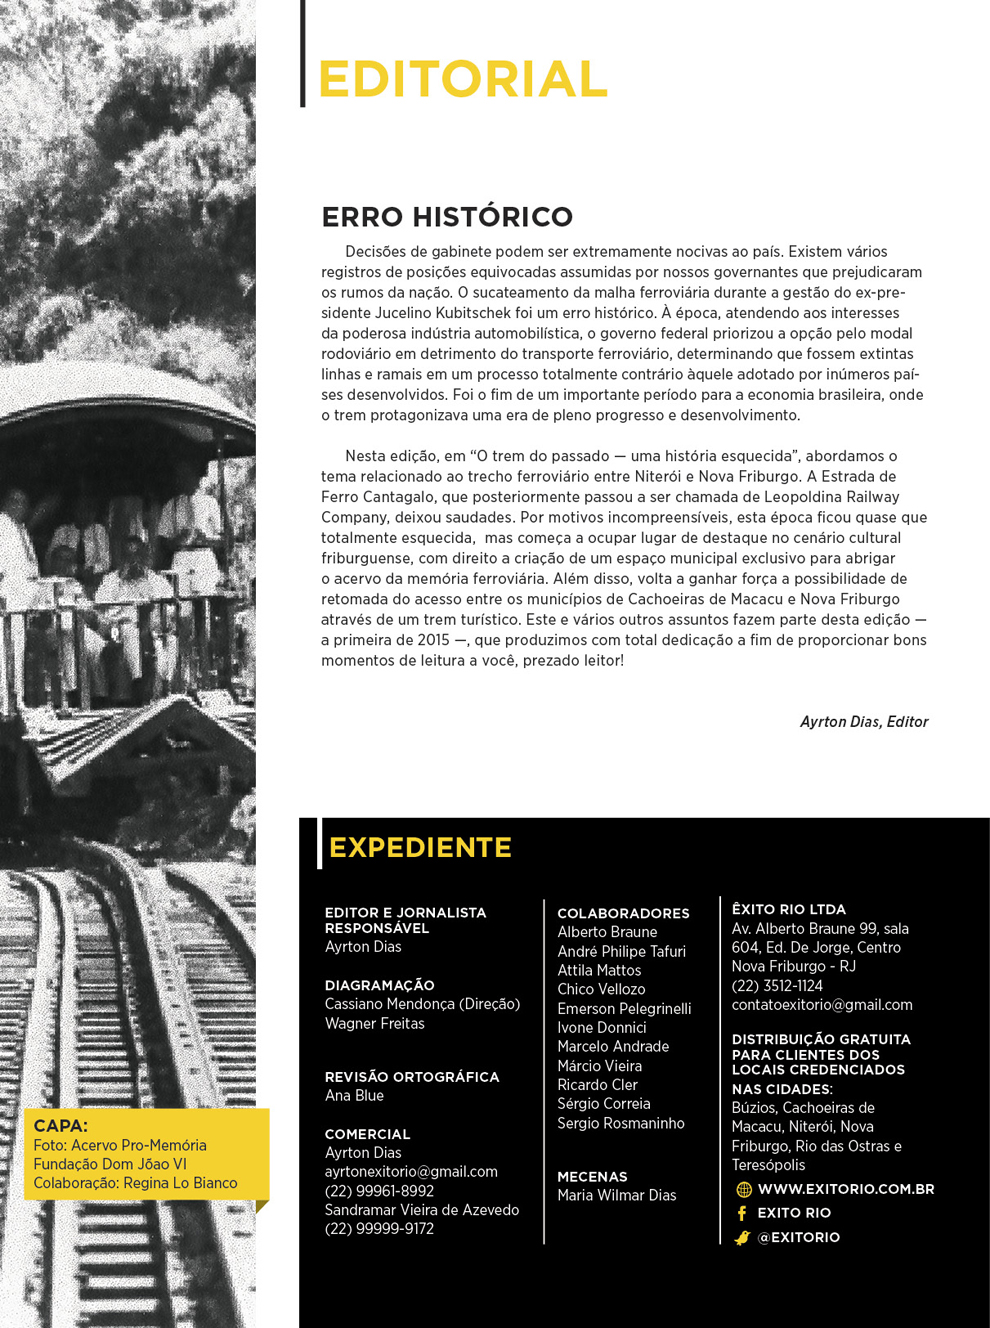 EDITORIAL
ERRO HISTÓRICO
Decisões de gabinete podem ser extremamente nocivas ao país. Existem vários
registros de posições equivocadas assumidas por nossos governantes que prejudicaram
os rumos da nação. O sucateamento da malha ferroviária durante a gestão do ex-pre-
sidente Jucelino Kubitschek foi um erro histórico. À época, atendendo aos interesses
da poderosa indústria automobilística, o governo federal priorizou a opção pelo modal
rodoviário em detrimento do transporte ferroviário, determinando que fossem extintas
linhas e ramais em um processo totalmente contrário àquele adotado por inúmeros paí-
ses desenvolvidos. Foi o fim de um importante período para a economia brasileira, onde
o trem protagonizava uma era de pleno progresso e desenvolvimento.
Nesta edição, em “O trem do passado — uma história esquecida”, abordamos o
tema relacionado ao trecho ferroviário entre Niterói e Nova Friburgo. A Estrada de
Ferro Cantagalo, que posteriormente passou a ser chamada de Leopoldina Railway
Company, deixou saudades. Por motivos incompreensíveis, esta época ficou quase que
totalmente esquecida,  mas começa a ocupar lugar de destaque no cenário cultural
friburguense, com direito a criação de um espaço municipal exclusivo para abrigar
o acervo da memória ferroviária. Além disso, volta a ganhar força a possibilidade de
retomada do acesso entre os municípios de Cachoeiras de Macacu e Nova Friburgo
através de um trem turístico. Este e vários outros assuntos fazem parte desta edição —
a primeira de 2015 —, que produzimos com total dedicação a fim de proporcionar bons
momentos de leitura a você, prezado leitor!
Ayrton Dias, Editor
CAPA:
Foto: Acervo Pro-Memória
Fundação Dom Jõao VI
Colaboração: Regina Lo Bianco
EXPEDIENTE
EDITOR E JORNALISTA
RESPONSÁVEL
Ayrton Dias
DIAGRAMAÇÃO
Cassiano Mendonça (Direção)
Wagner Freitas
REVISÃO ORTOGRÁFICA
Ana Blue
COMERCIAL
Ayrton Dias
ayrtonexitorio@gmail.com
(22) 99961-8992
Sandramar Vieira de Azevedo
(22) 99999-9172
COLABORADORES
Alberto Braune
André Philipe Tafuri
Attila Mattos
Chico Vellozo
Emerson Pelegrinelli
Ivone Donnici
Marcelo Andrade
Márcio Vieira
Ricardo Cler
Sérgio Correia
Sergio Rosmaninho
MECENAS
Maria Wilmar Dias
ÊXITO RIO LTDA
Av. Alberto Braune 99, sala
604, Ed. De Jorge, Centro
Nova Friburgo - RJ
(22) 3512-1124
contatoexitorio@gmail.com
DISTRIBUIÇÃO GRATUITA
PARA CLIENTES DOS
LOCAIS CREDENCIADOS
NAS CIDADES:
Búzios, Cachoeiras de
Macacu, Niterói, Nova
Friburgo, Rio das Ostras e
Teresópolis
WWW.EXITORIO.COM.BR
EXITO RIO
@EXITORIO